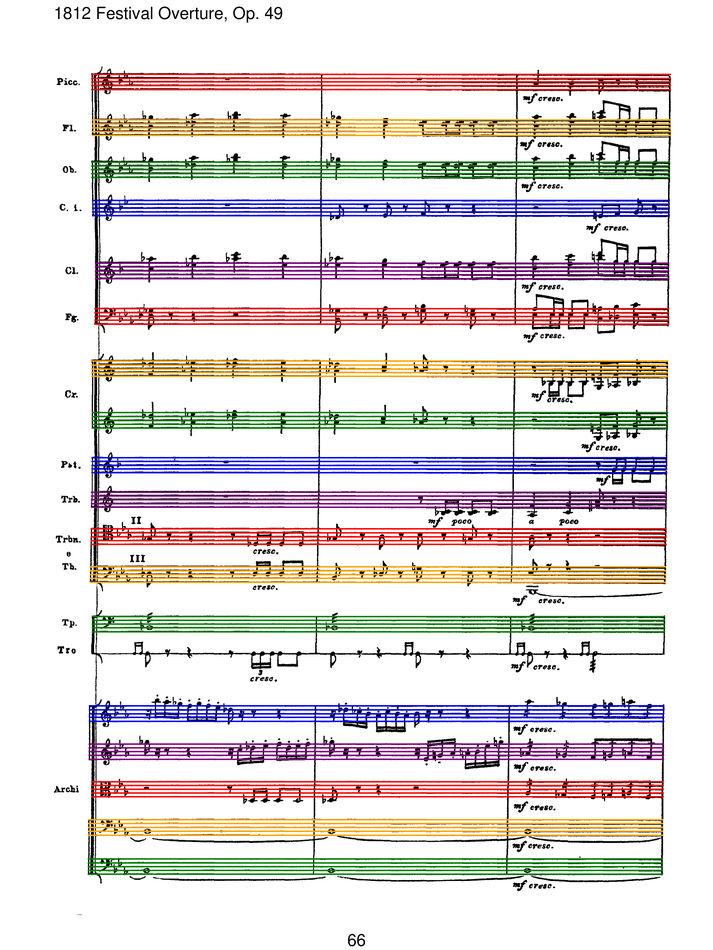 1812 Festival Overture, Op. 49
Picc.
mf cresc.
Fl.
mf cresc.
Ob.
mf cresc.
C. i.
mf cresc.
Cl.
mf cresc.
Fg.
mf cresc.
Cr.
mf cresc.
mf cresc.
Pst.
mf
Trb.
mf poco a poco
II
Trbn.
cresc.
e
III
Tb.
cresc.
mf cresc.
Tp.
Tro
3
cresc.
mf cresc.
mf cresc.
mf cresc.
Archi
mf cresc.
mf cresc.
mf cresc.
66